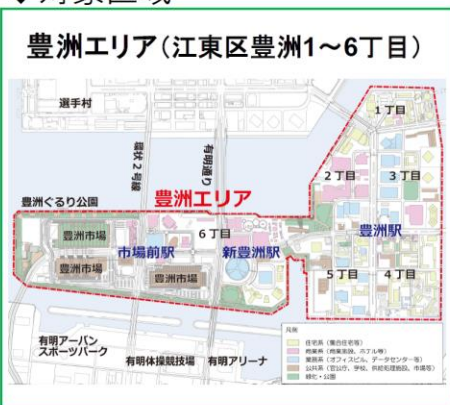 豊洲エリア(江東区豊洲1~6丁目)
選手村
1丁目
環状2号線
有明通り
2丁目
3丁目
豊洲ぐるり公園
豊洲エリア
豊洲市場
6丁目
市場前駅
新豊洲駅
豊洲駅
豊洲市場
豊洲市場
5丁目
4丁目
有明アーバン
スポーツパーク
有明体操競技場
有明アリーナ
凡例
住宅系(集合住宅等)
商業系(商業施設、ホテル等)
業務系(オフィスビル、データセンター等)
公共系(官公庁、学校、供給処理施設、市場等)
緑化・公園